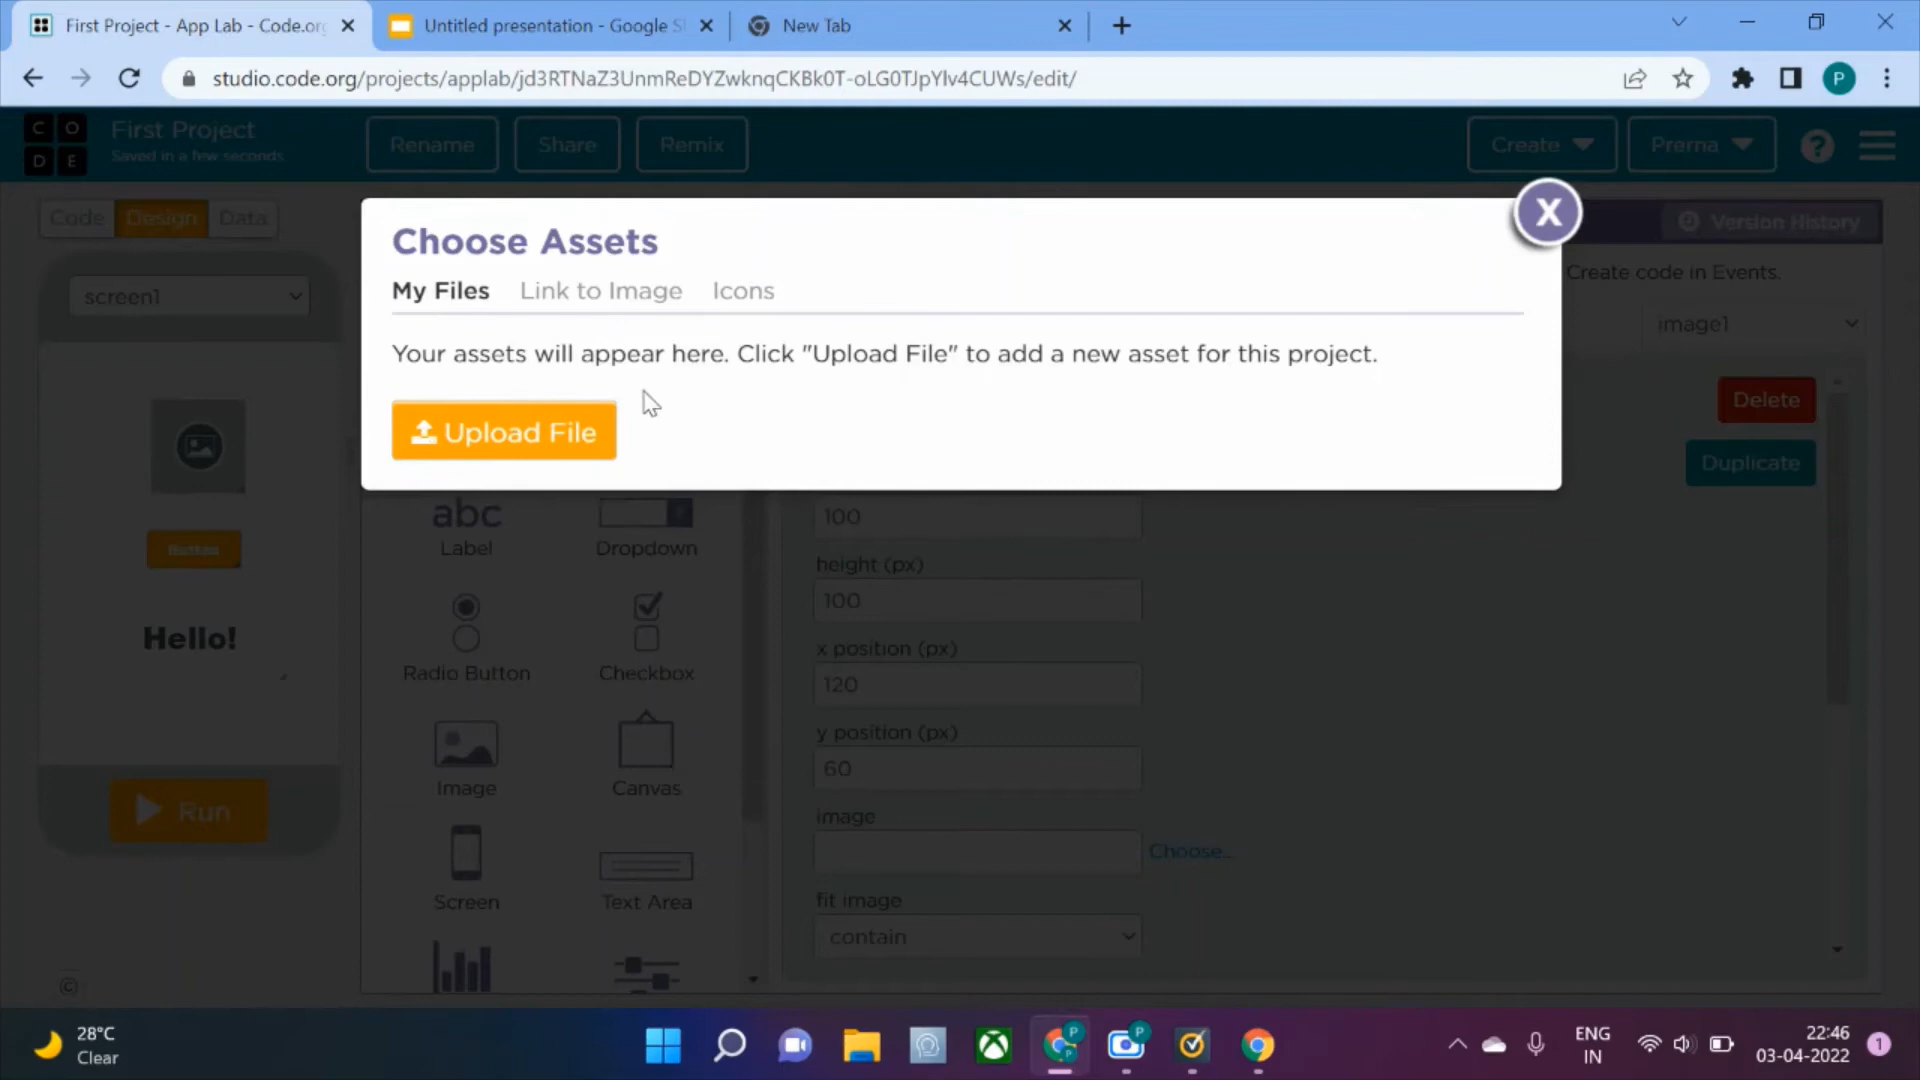 First Project - App Lab - Code.org
Untitled presentation - Google Sl
New Tab
studio.code.org/projects/applab/jd3RTNaZ3UnmReDYZwknqCKBk0T-oLG0TJpYlv4CUWs/edit/
P
C O
D E
First Project
Saved in a few seconds
Rename
Share
Remix
Create
Prerna
?
Code
Design
Data
Version History
Choose Assets
X
My Files
Link to Image
Icons
Create code in Events.
screen1
image1
Your assets will appear here. Click "Upload File" to add a new asset for this project.
Delete
Upload File
Duplicate
abc
Label
Dropdown
100
Button
height (px)
100
Hello!
Radio Button
Checkbox
x position (px)
120
y position (px)
60
Image
Canvas
Run
image
Choose...
Screen
Text Area
fit image
contain
28°C
Clear
P
P
P
ENG
IN
22:46
03-04-2022
1